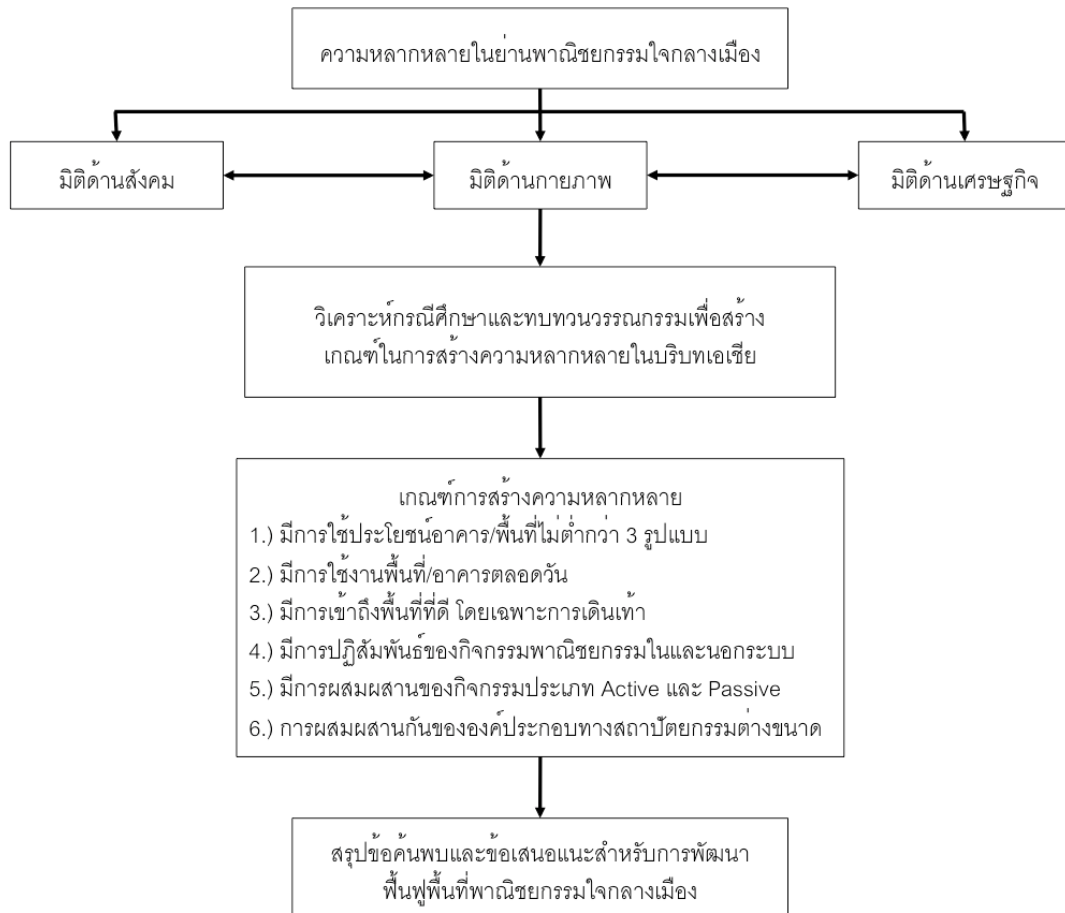 ความหลากหลายในย่านพาณิชยกรรมใจกลางเมือง
มิติด้านสังคม
มิติด้านกายภาพ
มิติด้านเศรษฐกิจ
วิเคราะห์กรณีศึกษาและทบทวนวรรณกรรมเพื่อสร้าง
เกณฑ์ในการสร้างความหลากหลายในบริบทเอเชีย
เกณฑ์การสร้างความหลากหลาย
1.) มีการใช้ประโยชน์อาคาร/พื้นที่ไม่ต่ำกว่า 3 รูปแบบ
2.) มีการใช้งานพื้นที่/อาคารตลอดวัน
3.) มีการเข้าถึงพื้นที่ที่ดี โดยเฉพาะการเดินเท้า
4.) มีการปฏิสัมพันธ์ของกิจกรรมพาณิชยกรรมในและนอกระบบ
5.) มีการผสมผสานของกิจกรรมประเภท Active และ Passive
6.) การผสมผสานกันขององค์ประกอบทางสถาปัตยกรรมต่างขนาด
สรุปข้อค้นพบและข้อเสนอแนะสำหรับการพัฒนา
ฟื้นฟูพื้นที่พาณิชยกรรมใจกลางเมือง